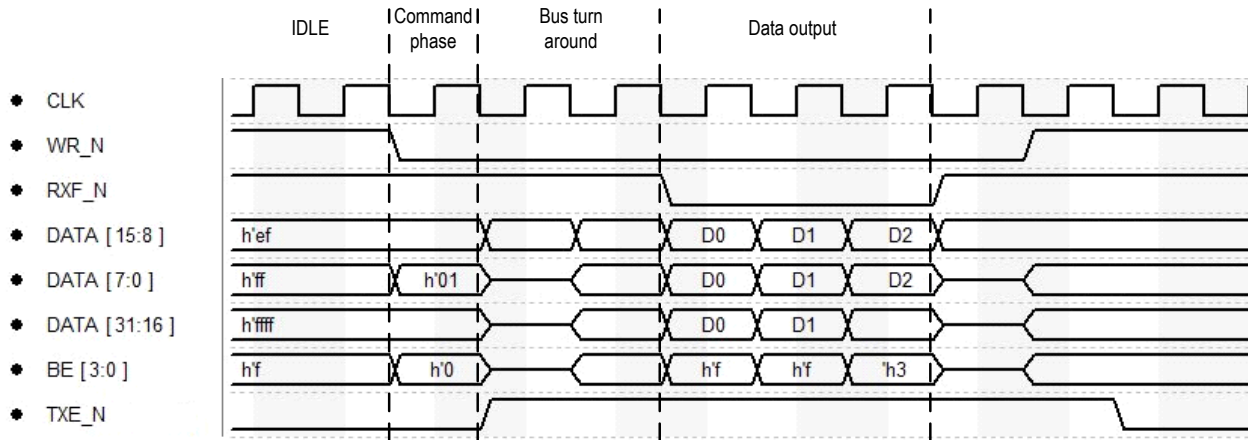 IDLE
Command
phase
Bus turn
around
Data output
CLK
WR_N
RXF_N
DATA [ 15:8 ]
h'ef
D0
D1
D2
DATA [7:0 ]
h'ff
h'01
D0
D1
D2
DATA [ 31:16 ]
h'ffff
D0
D1
BE [ 3:0 ]
h'f
h'0
h'f
h'f
'h3
TXE_N